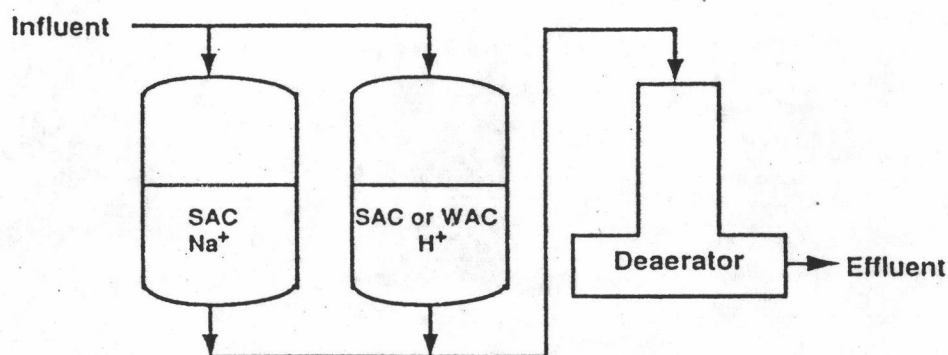 Influent
SAC
Na⁺
SAC or WAC
H⁺
Deaerator
Effluent